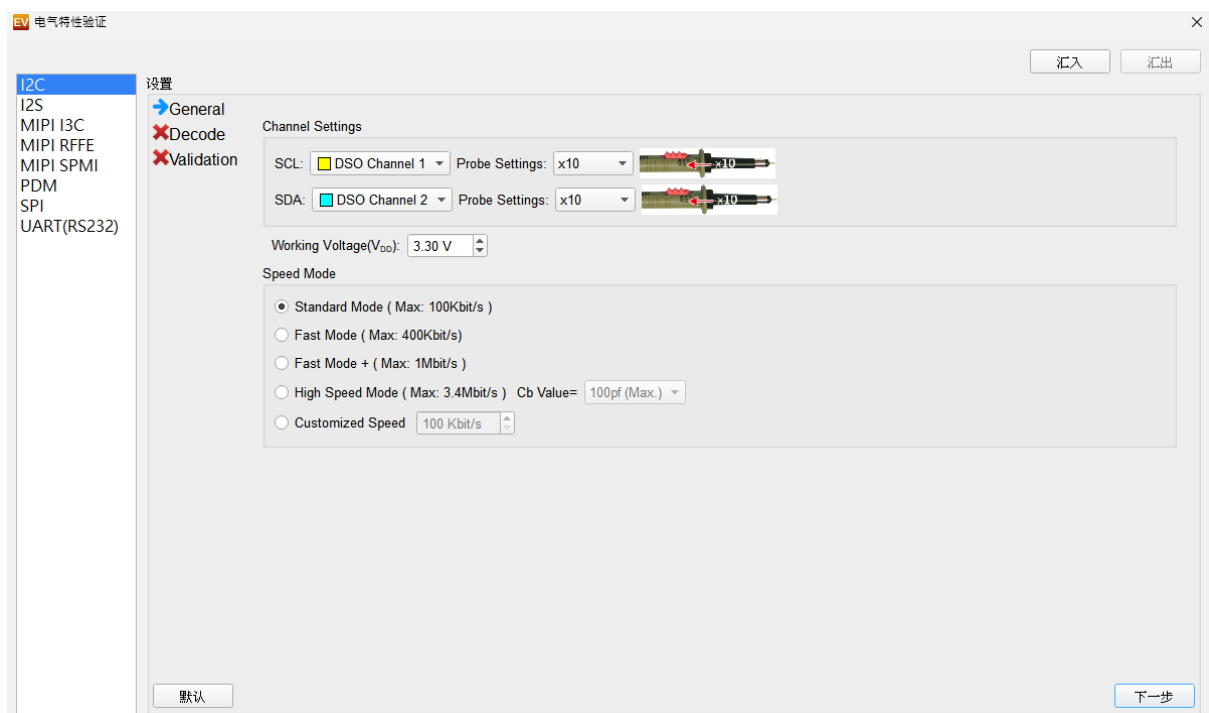 EV 电气特性验证
汇入 汇出
I2C
I2S
MIPI I3C
MIPI RFFE
MIPI SPMI
PDM
SPI
UART(RS232)
设置
General
Decode
Validation
Channel Settings
SCL: DSO Channel 1 Probe Settings: x10 x10
SDA: DSO Channel 2 Probe Settings: x10 x10
Working Voltage(VDD): 3.30 V
Speed Mode
Standard Mode ( Max: 100Kbit/s )
Fast Mode ( Max: 400Kbit/s)
Fast Mode + ( Max: 1Mbit/s )
High Speed Mode ( Max: 3.4Mbit/s ) Cb Value= 100pf (Max.)
Customized Speed 100 Kbit/s
默认 下一步